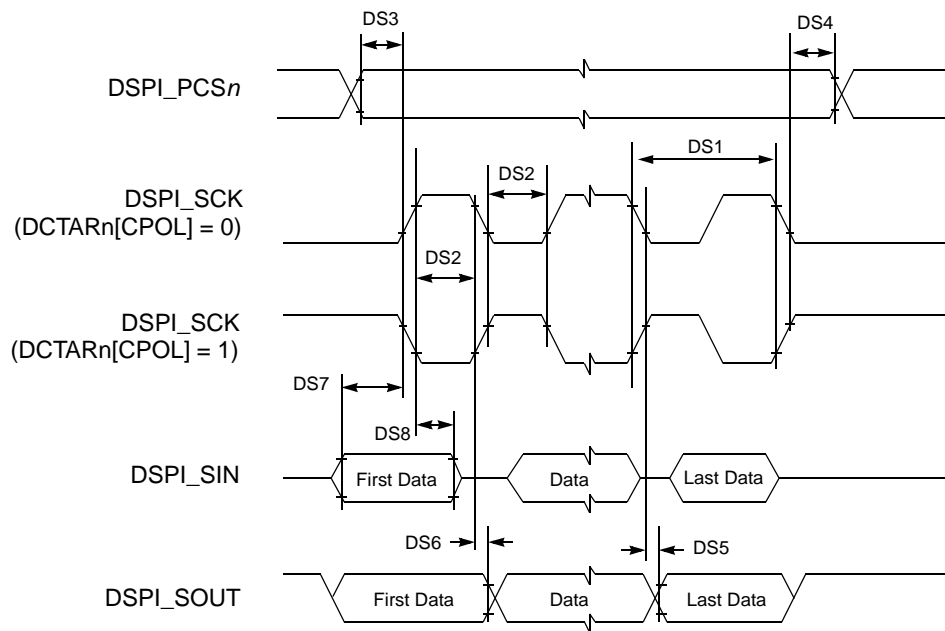 DS3
DS4
DSPI_PCSn
DS1
DS2
DSPI_SCK
(DCTARn[CPOL] = 0)
DS2
DSPI_SCK
(DCTARn[CPOL] = 1)
DS7
DS8
DSPI_SIN
First Data
Data
Last Data
DS6
DS5
DSPI_SOUT
First Data
Data
Last Data